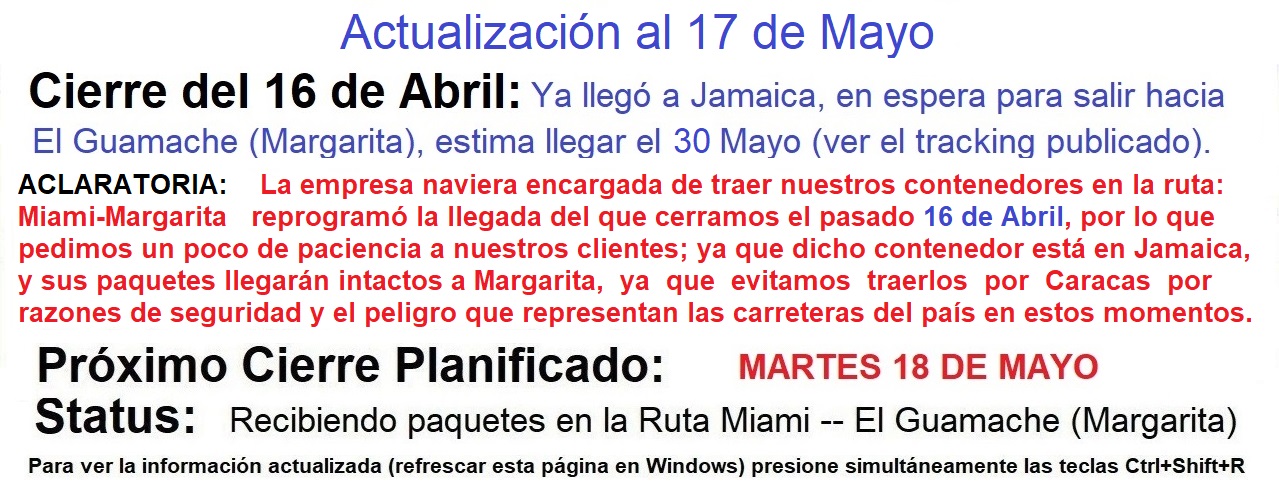 Actualización al 17 de Mayo
Cierre del 16 de Abril: Ya llegó a Jamaica, en espera para salir hacia
El Guamache (Margarita), estima llegar el 30 Mayo (ver el tracking publicado).
ACLARATORIA: La empresa naviera encargada de traer nuestros contenedores en la ruta:
Miami-Margarita reprogramó la llegada del que cerramos el pasado 16 de Abril, por lo que
pedimos un poco de paciencia a nuestros clientes; ya que dicho contenedor está en Jamaica,
y sus paquetes llegarán intactos a Margarita, ya que evitamos traerlos por Caracas por
razones de seguridad y el peligro que representan las carreteras del país en estos momentos.
Próximo Cierre Planificado: MARTES 18 DE MAYO
Status: Recibiendo paquetes en la Ruta Miami -- El Guamache (Margarita)
Para ver la información actualizada (refrescar esta página en Windows) presione simultáneamente las teclas Ctrl+Shift+R